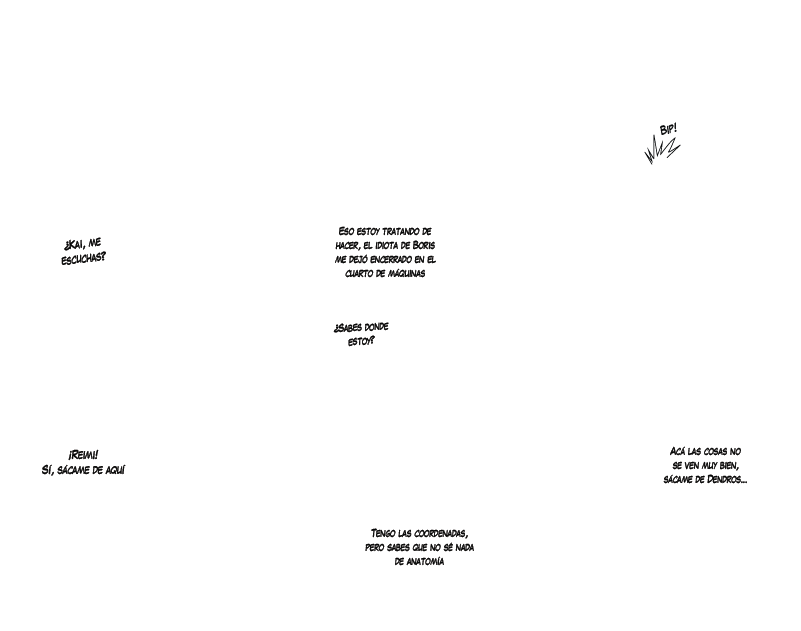 ¿Kai, me
escuchas?
¡Reimi!
Sí, sácame de aquí
Eso estoy tratando de
hacer, el idiota de Boris
me dejó encerrado en el
cuarto de máquinas
¿Sabes donde
estoy?
Tengo las coordenadas,
pero sabes que no sé nada
de anatomía
Bip!
Acá las cosas no
se ven muy bien,
sácame de Dendros...